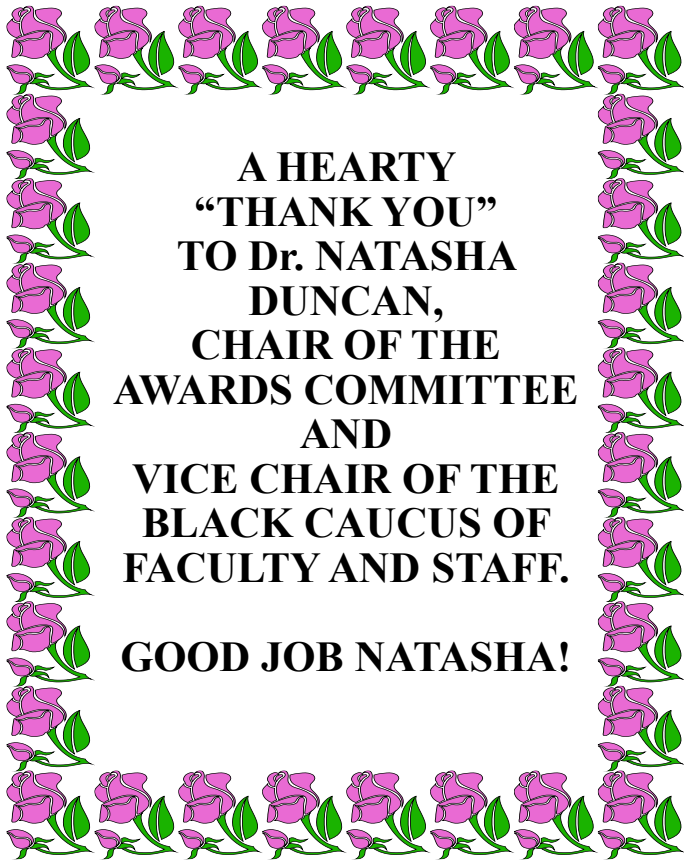 A HEARTY
“THANK YOU”
TO Dr. NATASHA
DUNCAN,
CHAIR OF THE
AWARDS COMMITTEE
AND
VICE CHAIR OF THE
BLACK CAUCUS OF
FACULTY AND STAFF.
GOOD JOB NATASHA!